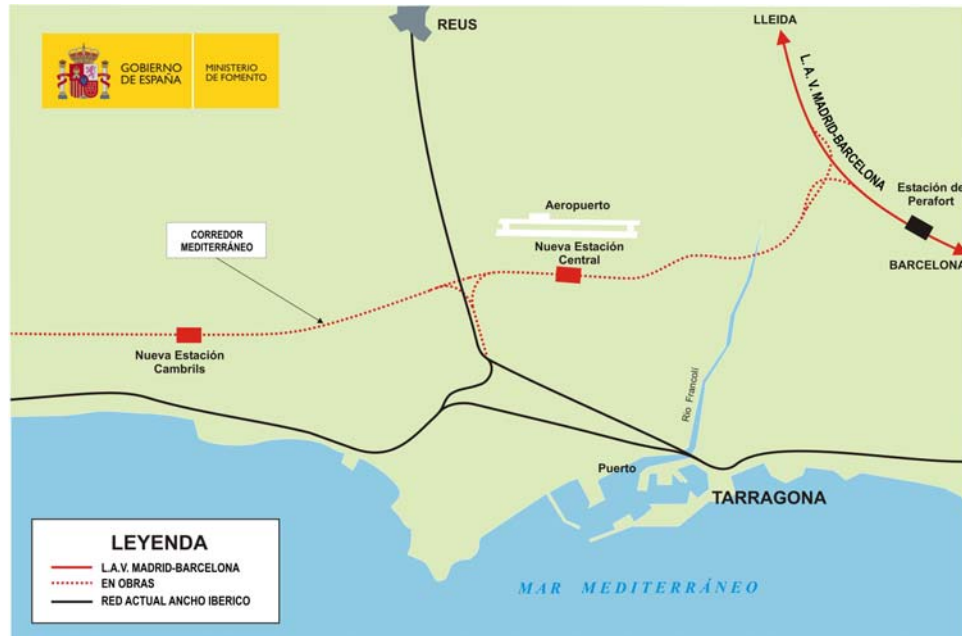 REUS
LLEIDA
GOBIERNO
DE ESPAÑA
MINISTERIO
DE FOMENTO
L.A.V. MADRID-BARCELONA
Estación de
Perafort
BARCELONA
Aeropuerto
Nueva Estación
Central
CORREDOR
MEDITERRÁNEO
Nueva Estación
Cambrils
Río Francolí
Puerto
TARRAGONA
MAR MEDITERRÁNEO
LEYENDA
L.A.V. MADRID-BARCELONA
EN OBRAS
RED ACTUAL ANCHO IBERICO